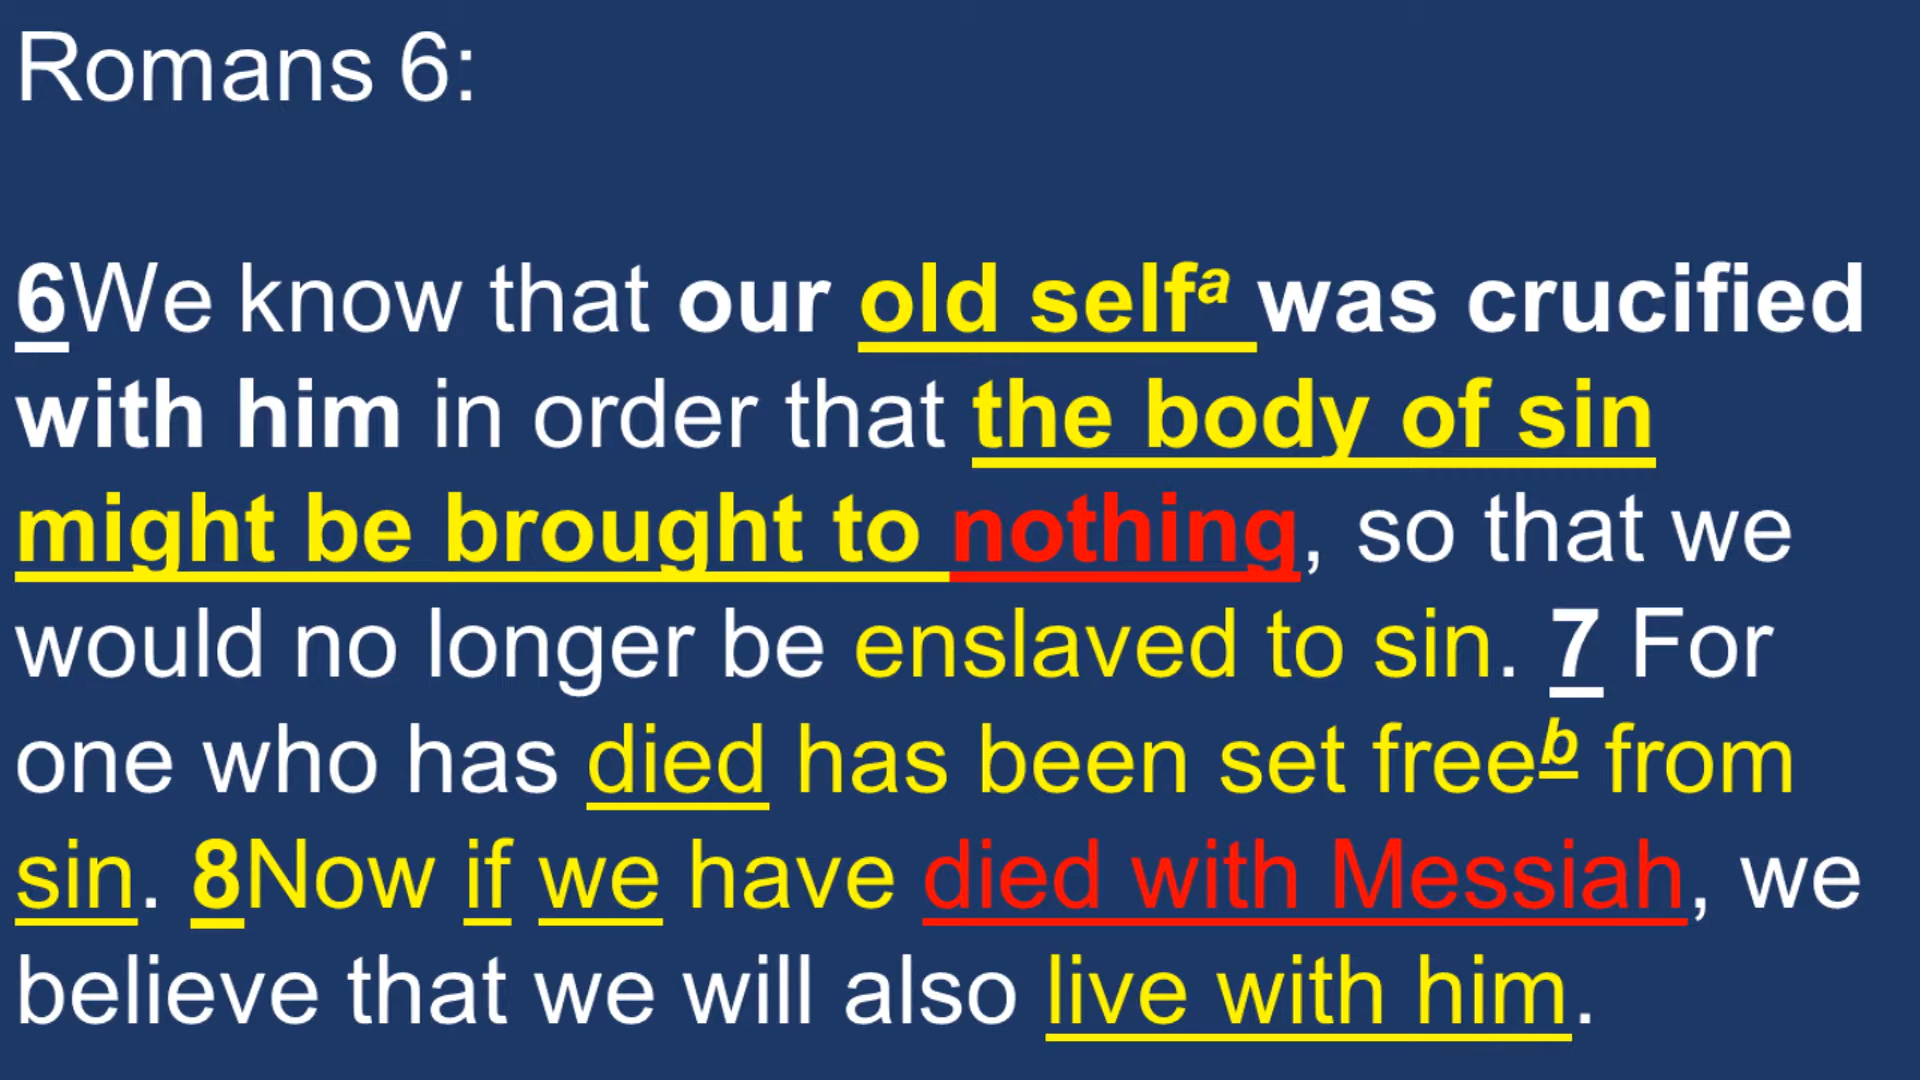 Romans 6:
6We know that our old selfᵃ was crucified
with him in order that the body of sin
might be brought to nothing, so that we
would no longer be enslaved to sin. 7 For
one who has died has been set freeᵇ from
sin. 8Now if we have died with Messiah, we
believe that we will also live with him.